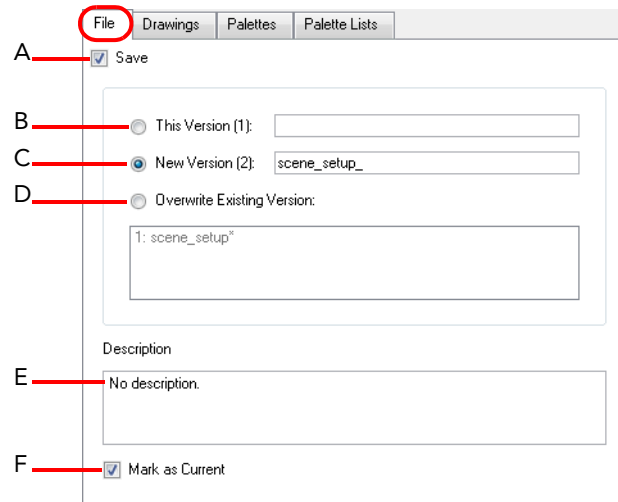 File Drawings Palettes Palette Lists
A Save
B This Version (1):
C New Version (2): scene_setup_
D Overwrite Existing Version:
1: scene_setup*
Description
E No description.
F Mark as Current